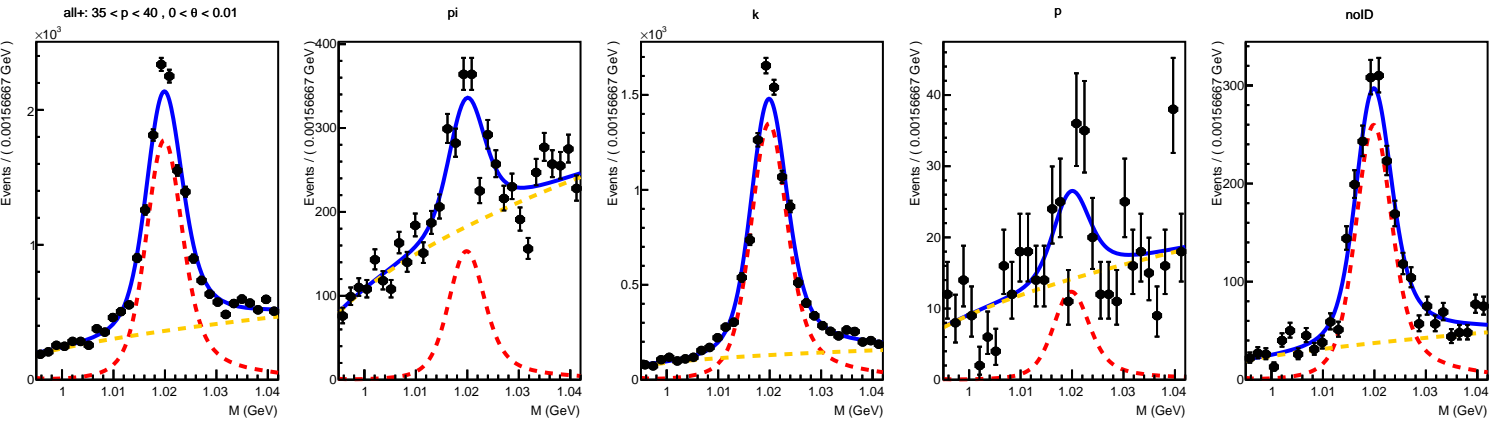 all+: 35 < p < 40 , 0 < θ < 0.01
×10³
Events / ( 0.00156667 GeV )
2
1
0
1 1.01 1.02 1.03 1.04
M (GeV)
pi
Events / ( 0.00156667 GeV )
400
300
200
100
0
1 1.01 1.02 1.03 1.04
M (GeV)
k
×10³
Events / ( 0.00156667 GeV )
1.5
1
0.5
0
1 1.01 1.02 1.03 1.04
M (GeV)
p
Events / ( 0.00156667 GeV )
40
30
20
10
0
1 1.01 1.02 1.03 1.04
M (GeV)
noID
Events / ( 0.00156667 GeV )
300
200
100
0
1 1.01 1.02 1.03 1.04
M (GeV)